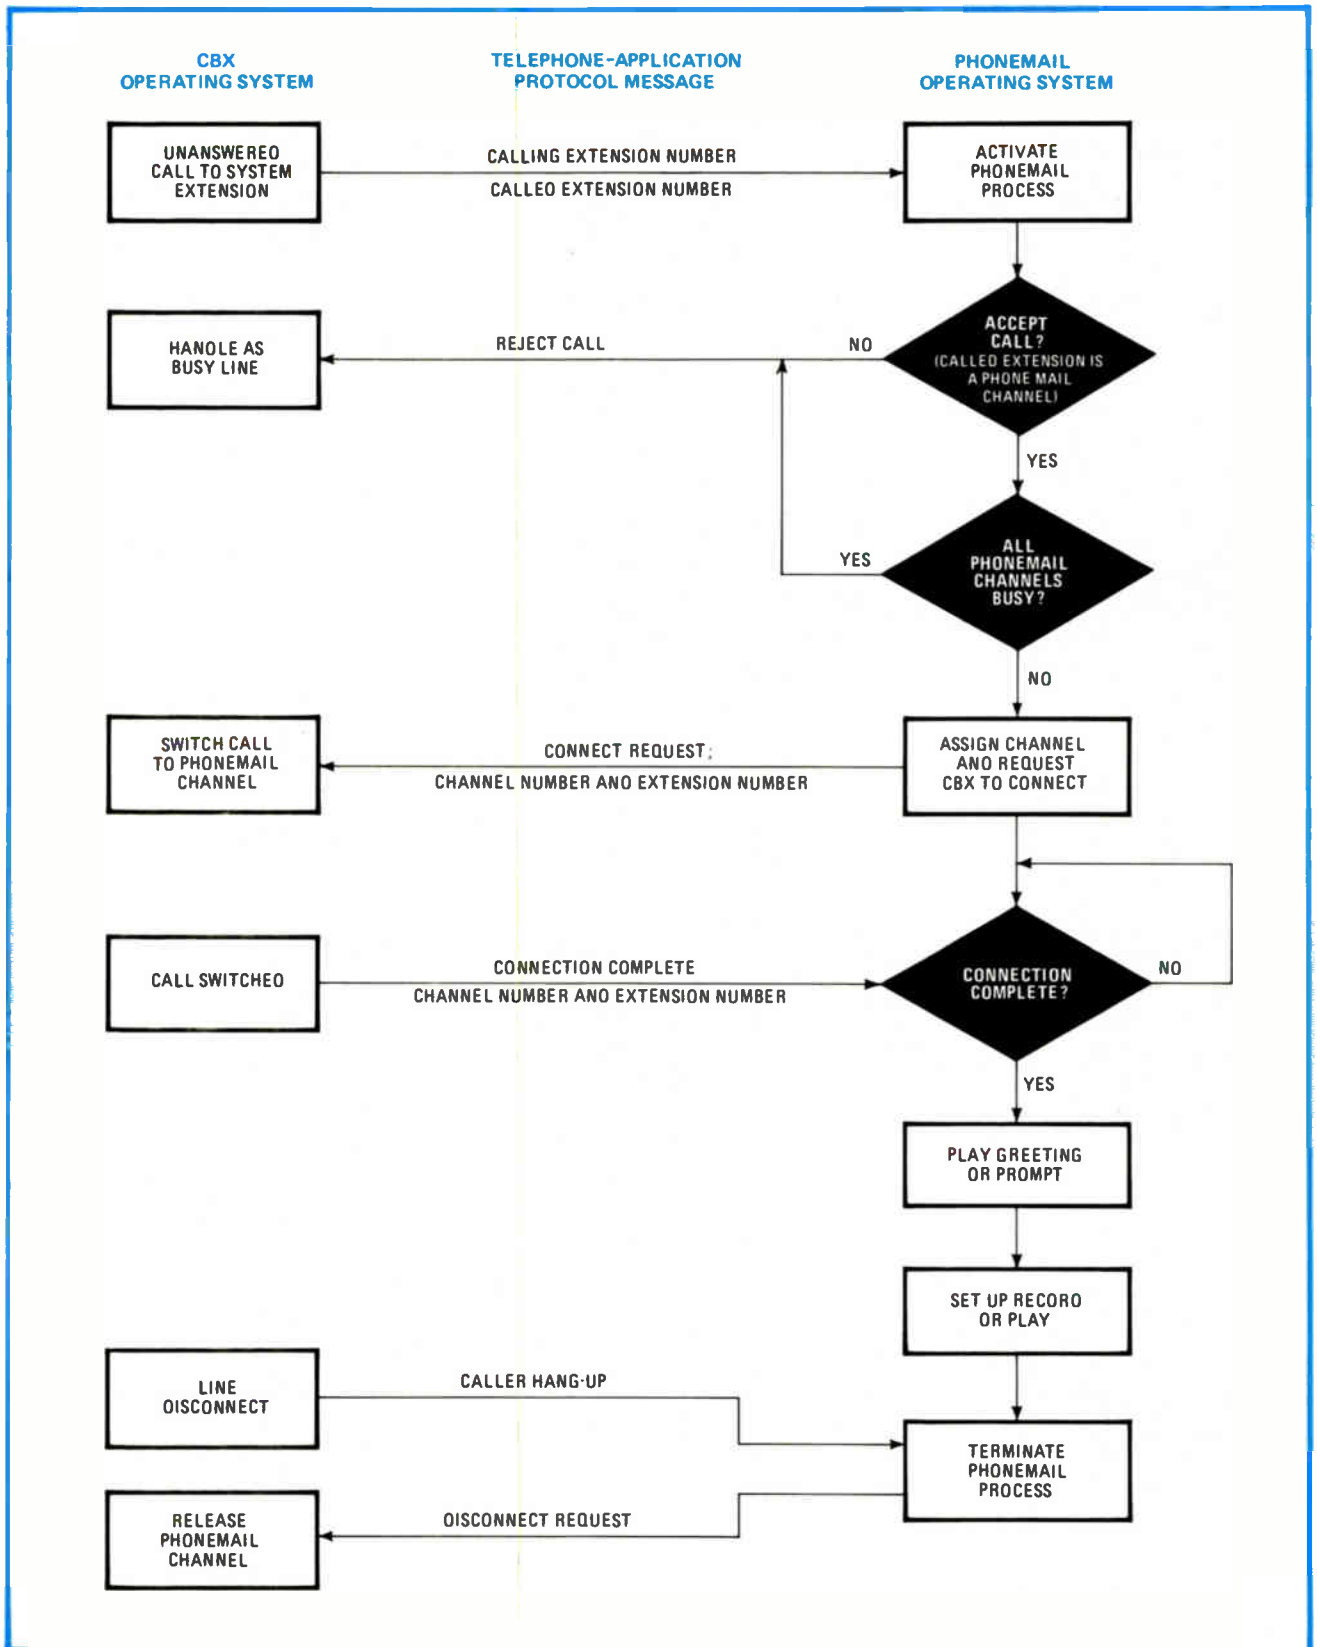 CBX
OPERATING SYSTEM
TELEPHONE-APPLICATION
PROTOCOL MESSAGE
PHONEMAIL
OPERATING SYSTEM
UNANSWEREO
CALL TO SYSTEM
EXTENSION
CALLING EXTENSION NUMBER
CALLEO EXTENSION NUMBER
ACTIVATE
PHONEMAIL
PROCESS
HANOLE AS
BUSY LINE
REJECT CALL
NO
ACCEPT
CALL?
(CALLED EXTENSION IS
A PHONE MAIL
CHANNEL)
YES
YES
ALL
PHONEMAIL
CHANNELS
BUSY?
NO
SWITCH CALL
TO PHONEMAIL
CHANNEL
CONNECT REQUEST;
CHANNEL NUMBER ANO EXTENSION NUMBER
ASSIGN CHANNEL
ANO REQUEST
CBX TO CONNECT
CALL SWITCHEO
CONNECTION COMPLETE
CHANNEL NUMBER ANO EXTENSION NUMBER
CONNECTION
COMPLETE?
NO
YES
PLAY GREETING
OR PROMPT
SET UP RECORO
OR PLAY
LINE
OISCONNECT
CALLER HANG-UP
TERMINATE
PHONEMAIL
PROCESS
RELEASE
PHONEMAIL
CHANNEL
OISCONNECT REQUEST